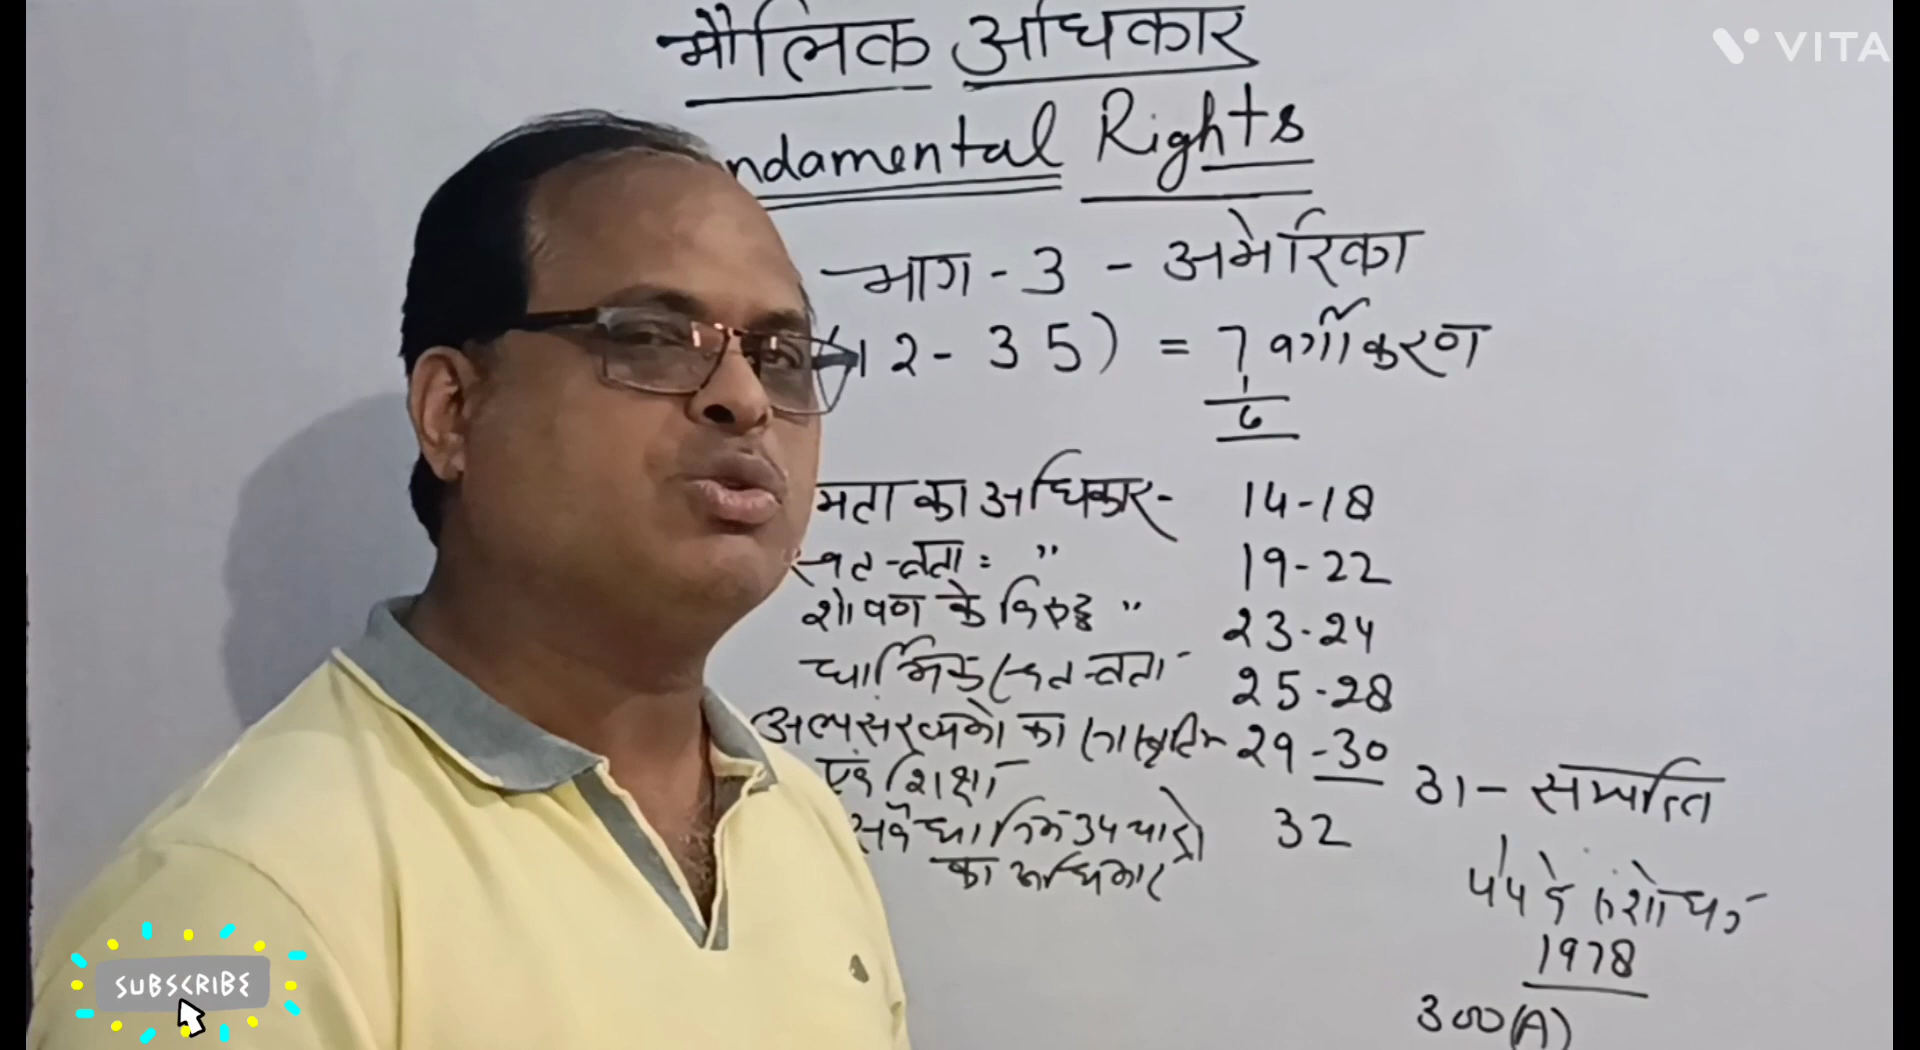 मौलिक अधिकार
VITA
ndamental Rights
भाग - 3 - अमेरिका
(12 - 35) = 7 वर्गीकरण
6
मता का अधिकार - 14-18
स्वतन्त्रता = " 19-22
शोषण के विरुद्ध " 23-24
धार्मिक स्वतन्त्रता - 25-28
अल्पसंख्यको का सांस्कृतिक 29-30
एवं शिक्षा
31 - सम्पत्ति
संवैधानिक उपचारो 32
का अधिकार
44 वे संशोधन
1978
300(A)
SUBSCRIBE